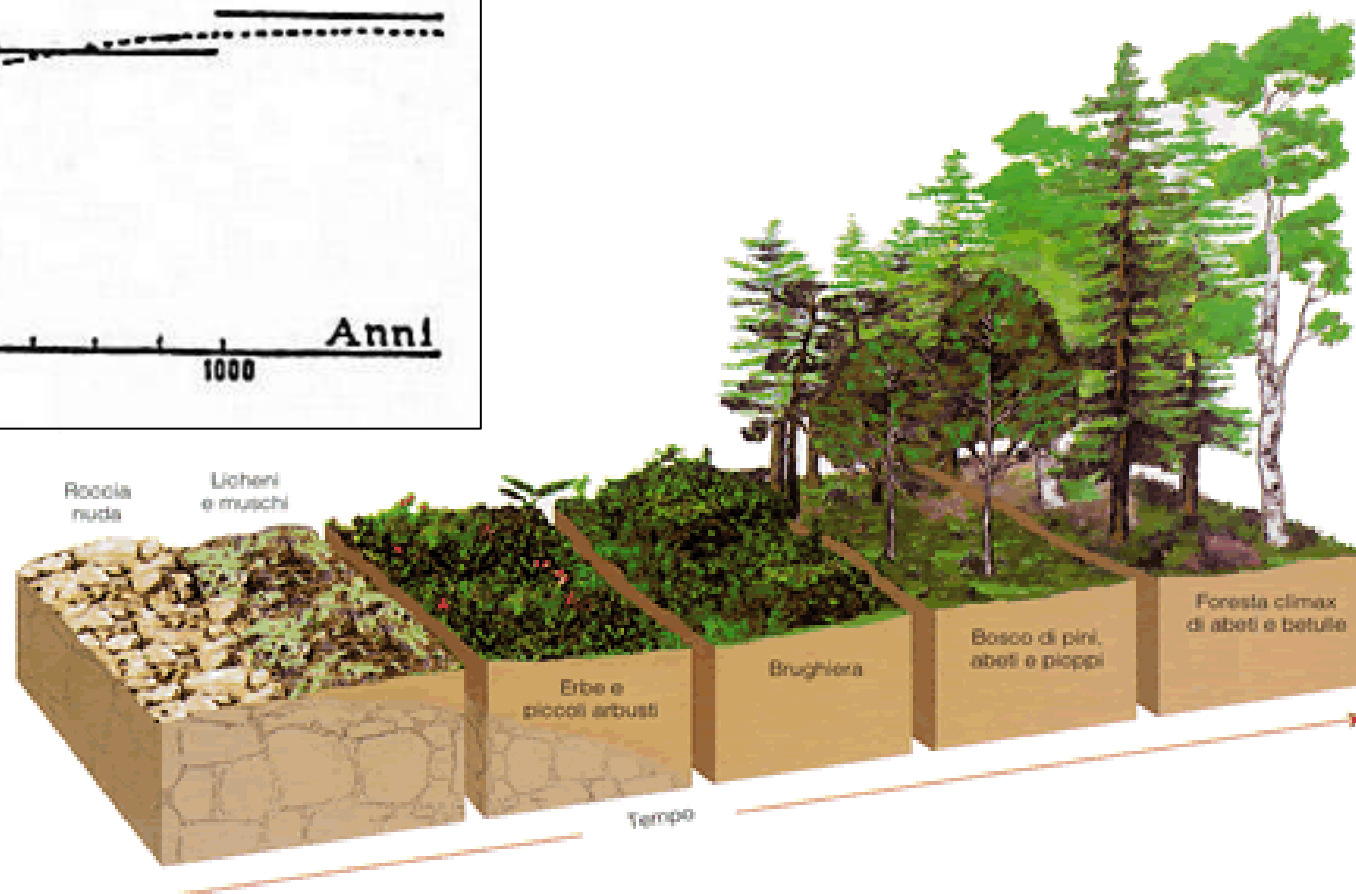 Anni
1000
Roccia
nuda
Licheni
e muschi
Erbe e
piccoli arbusti
Brughiera
Bosco di pini,
abeti e pioppi
Foresta climax
di abeti e betulle
Tempo